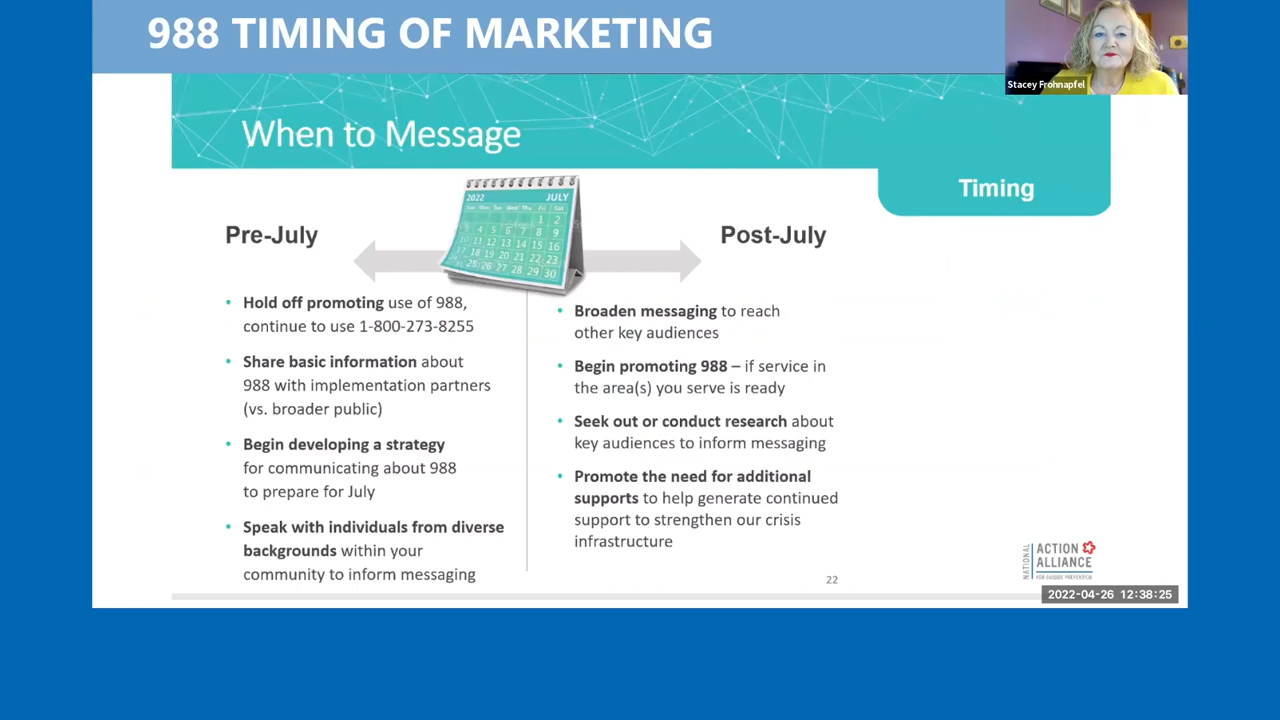 988 TIMING OF MARKETING
Stacey Frohnapfel
When to Message
Timing
2022 JULY
Pre-July
Post-July
• Hold off promoting use of 988,
continue to use 1-800-273-8255
• Share basic information about
988 with implementation partners
(vs. broader public)
• Begin developing a strategy
for communicating about 988
to prepare for July
• Speak with individuals from diverse
backgrounds within your
community to inform messaging
• Broaden messaging to reach
other key audiences
• Begin promoting 988 – if service in
the area(s) you serve is ready
• Seek out or conduct research about
key audiences to inform messaging
• Promote the need for additional
supports to help generate continued
support to strengthen our crisis
infrastructure
22
NATIONAL
ACTION
ALLIANCE
FOR SUICIDE PREVENTION
2022-04-26 12:38:25